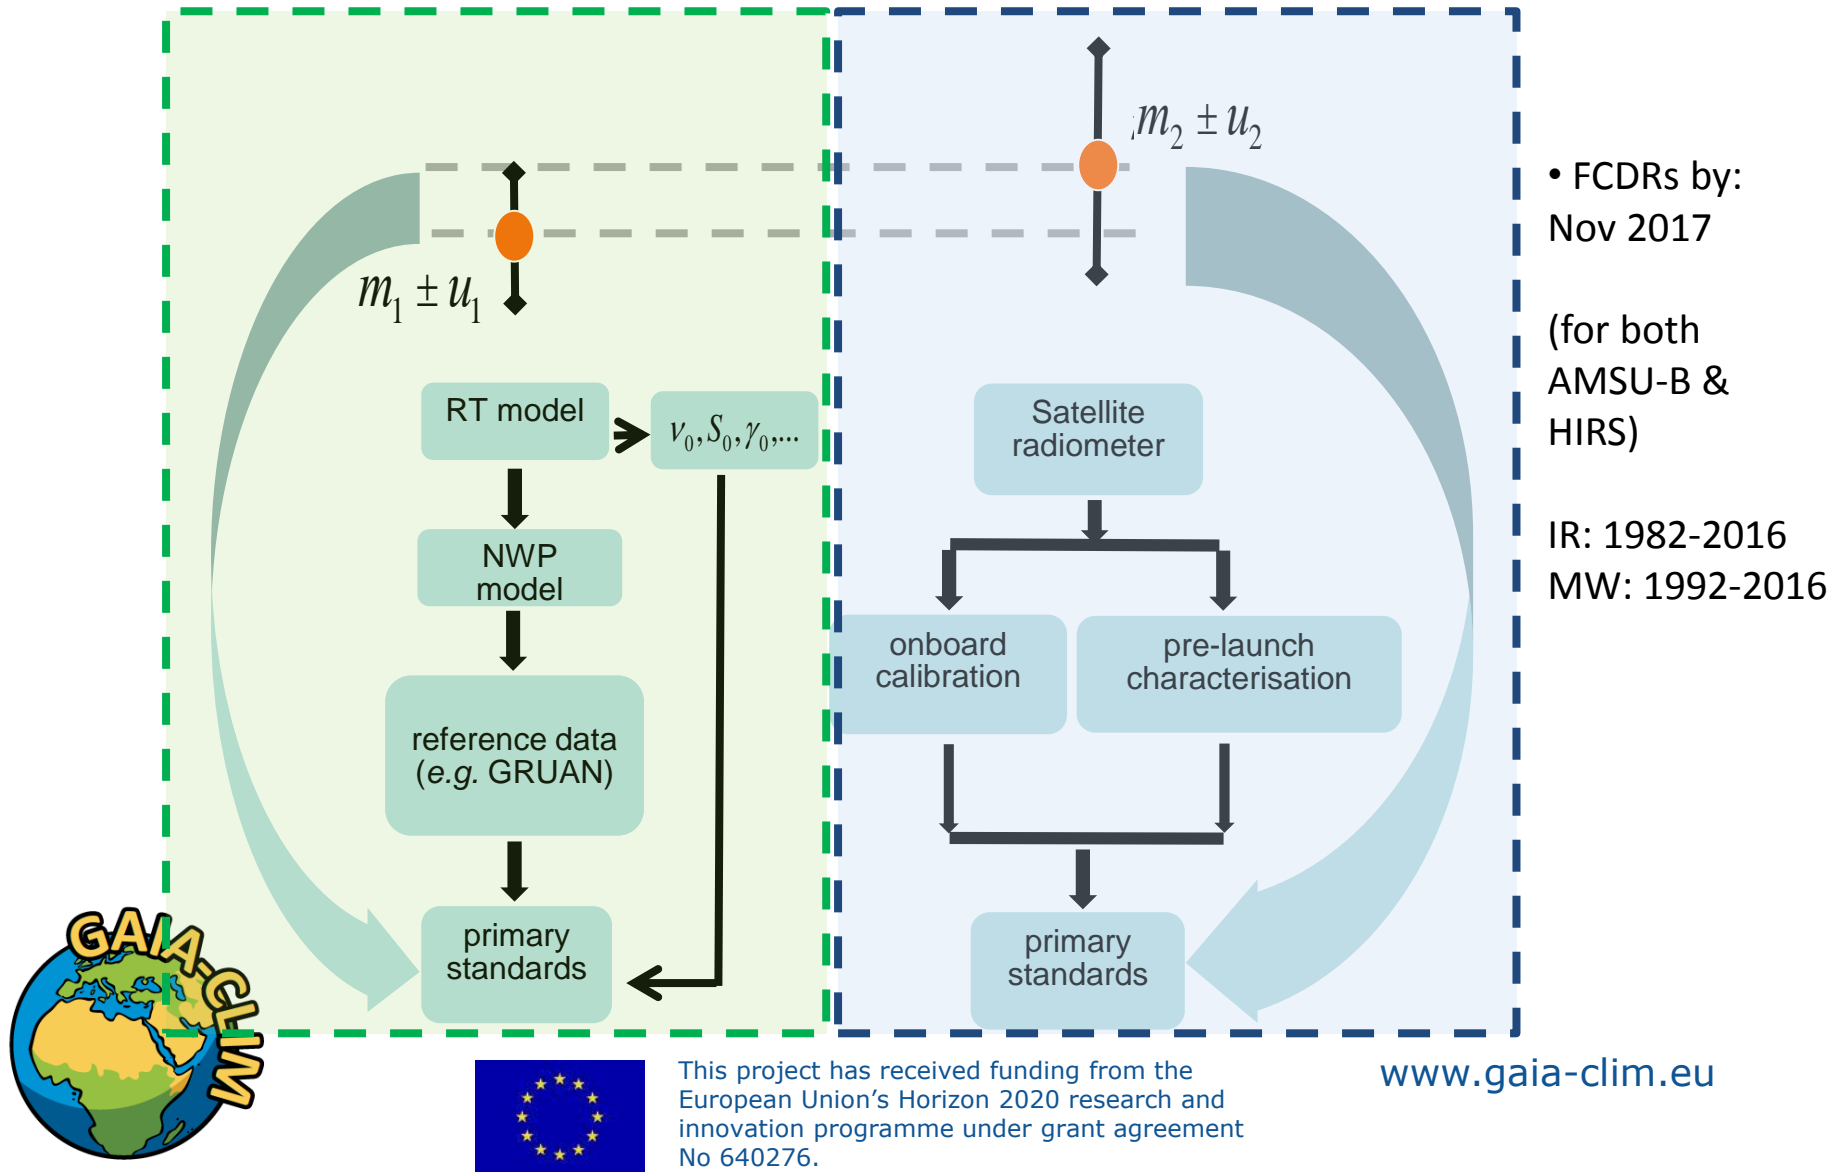 m₂ ± u₂
m₁ ± u₁
RT model
ν₀, S₀, γ₀,...
NWP
model
reference data
(e.g. GRUAN)
primary
standards
Satellite
radiometer
onboard
calibration
pre-launch
characterisation
primary
standards
• FCDRs by:
Nov 2017
(for both
AMSU-B &
HIRS)
IR: 1982-2016
MW: 1992-2016
GAIA-CLIM
This project has received funding from the
European Union’s Horizon 2020 research and
innovation programme under grant agreement
No 640276.
www.gaia-clim.eu